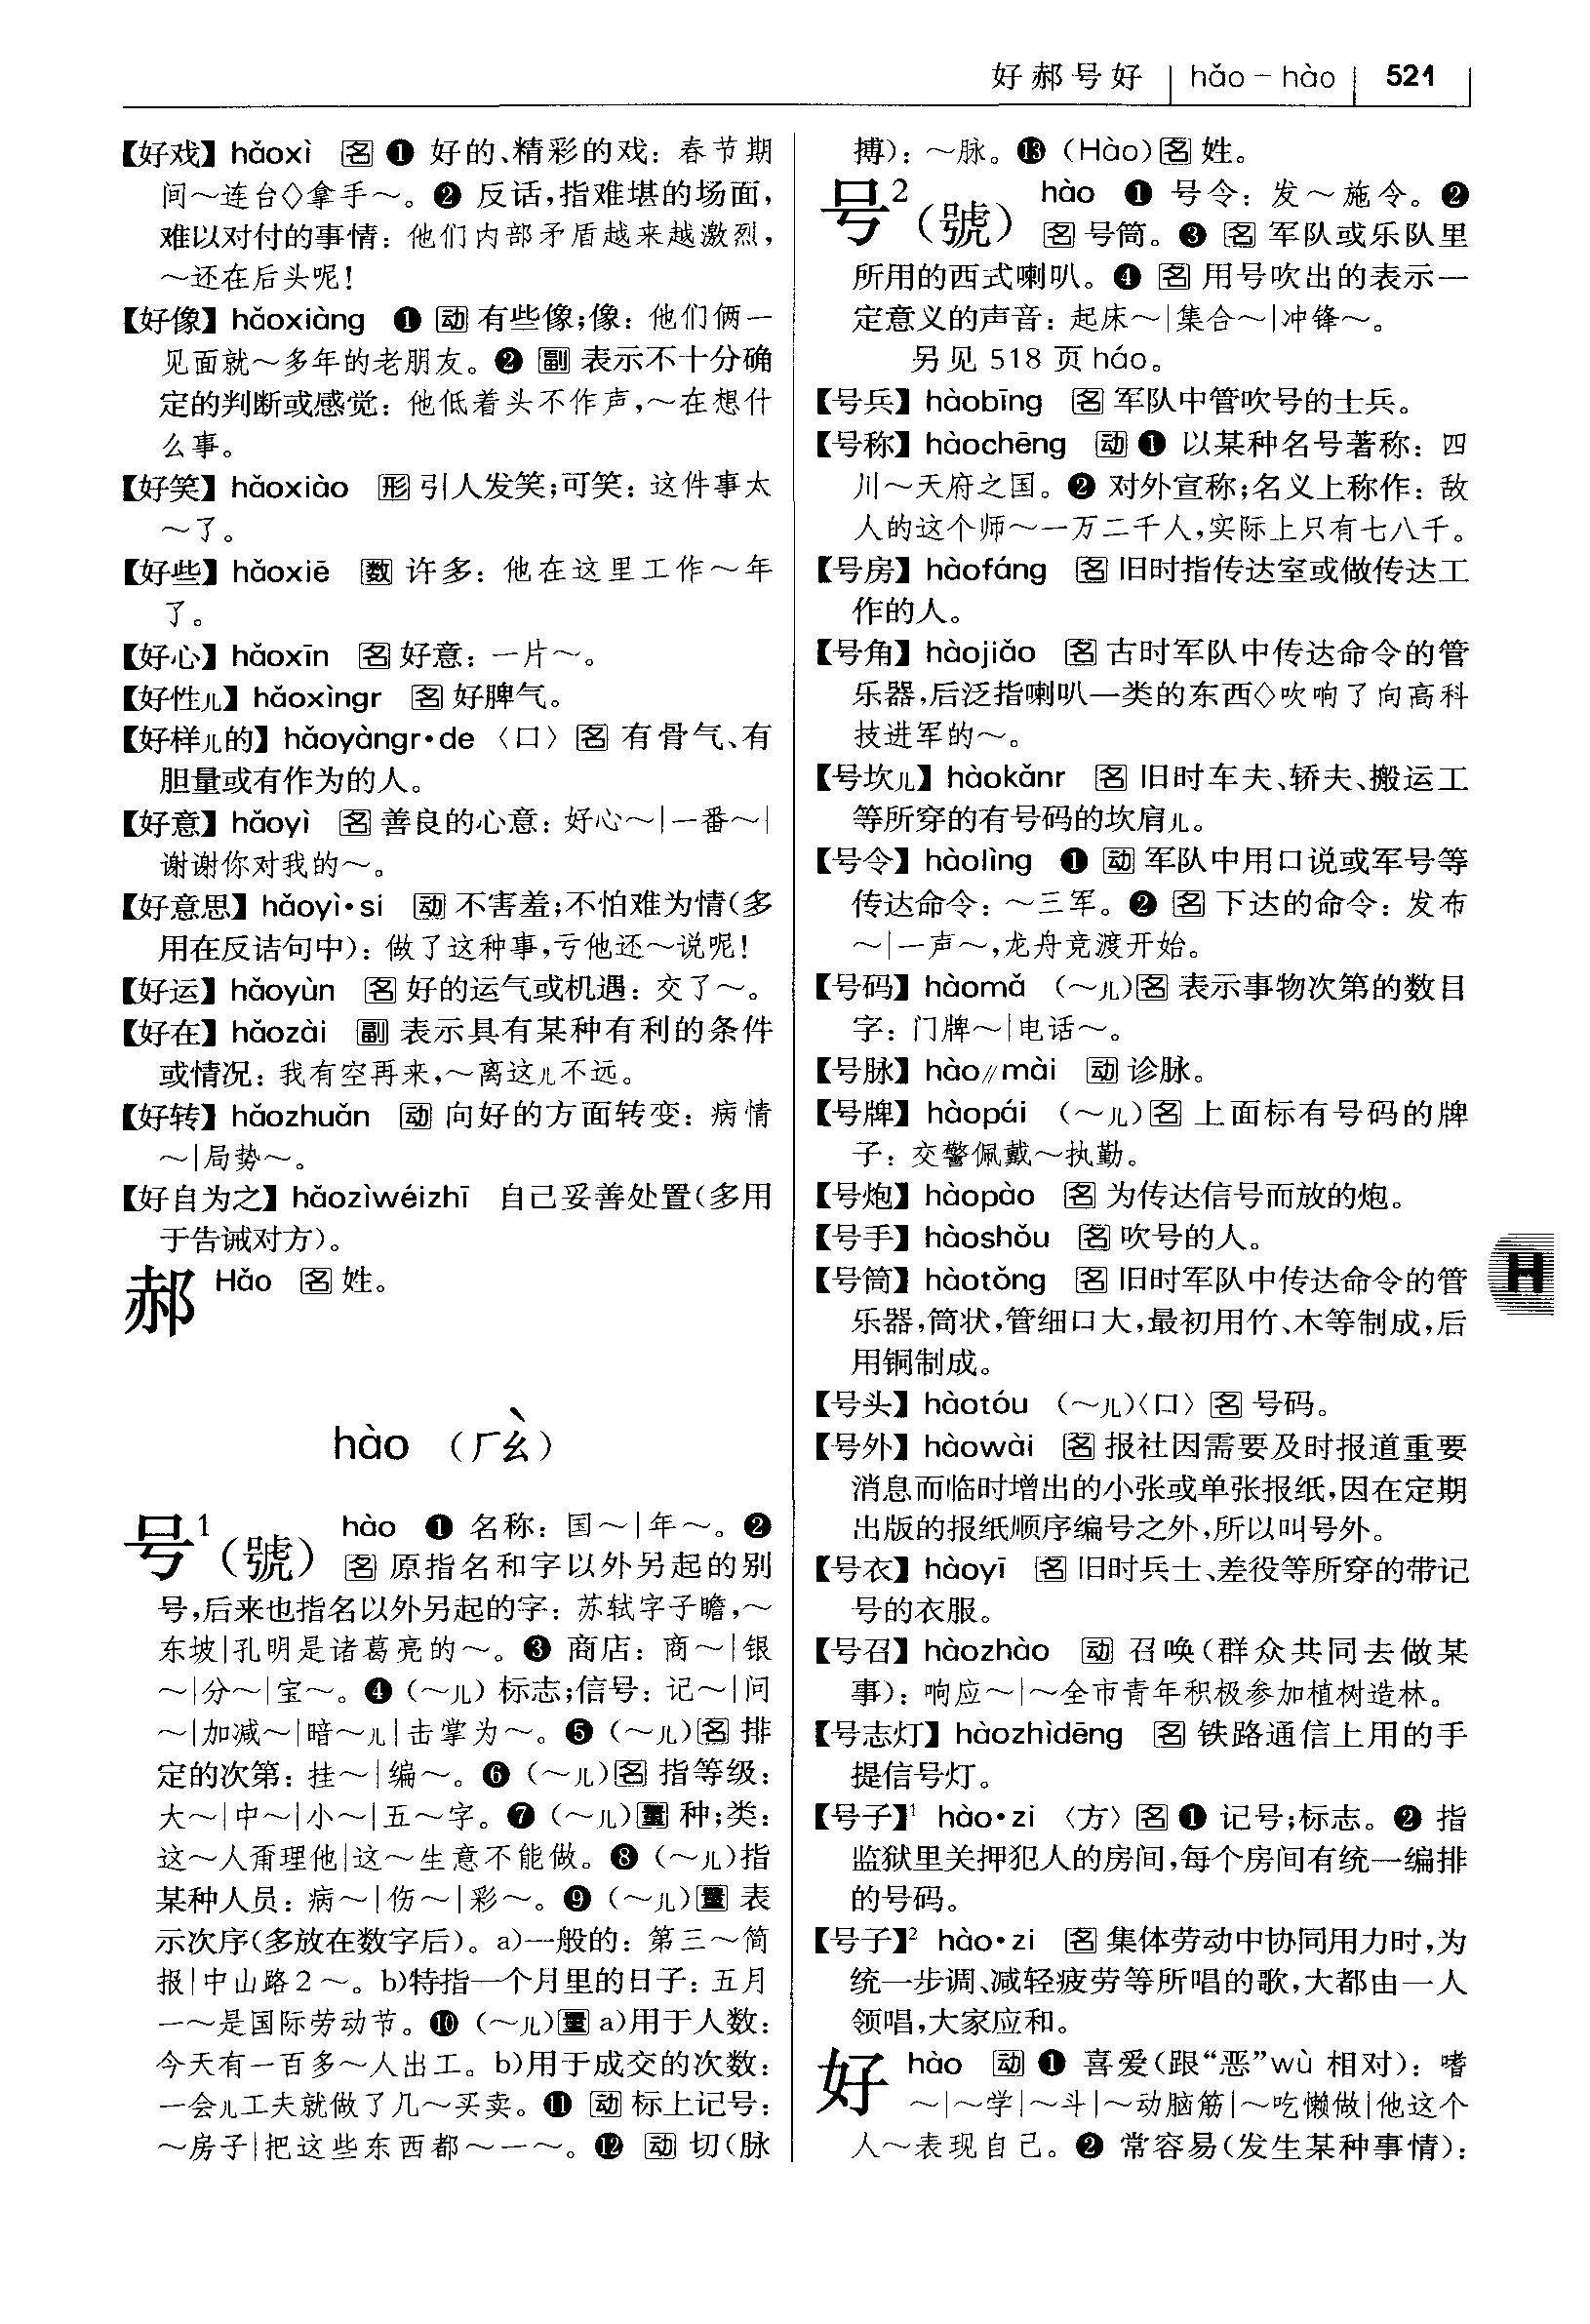 好郝号好 hǎo－hào 521
【好戏】hǎoxì 名 ❶ 好的、精彩的戏：春节期
间～连台◇拿手～。❷ 反话,指难堪的场面,
难以对付的事情：他们内部矛盾越来越激烈,
～还在后头呢!
【好像】hǎoxiàng ❶ 动 有些像;像：他们俩一
见面就～多年的老朋友。❷ 副 表示不十分确
定的判断或感觉：他低着头不作声,～在想什
么事。
【好笑】hǎoxiào 形 引人发笑;可笑：这件事太
～了。
【好些】hǎoxiē 数 许多：他在这里工作～年
了。
【好心】hǎoxīn 名 好意：一片～。
【好性儿】hǎoxìngr 名 好脾气。
【好样儿的】hǎoyàngr•de〈口〉名 有骨气、有
胆量或有作为的人。
【好意】hǎoyì 名 善良的心意：好心～|一番～|
谢谢你对我的～。
【好意思】hǎoyì•si 动 不害羞;不怕难为情(多
用在反诘句中)：做了这种事,亏他还～说呢!
【好运】hǎoyùn 名 好的运气或机遇：交了～。
【好在】hǎozài 副 表示具有某种有利的条件
或情况：我有空再来,～离这儿不远。
【好转】hǎozhuǎn 动 向好的方面转变：病情
～|局势～。
【好自为之】hǎozìwéizhī 自己妥善处置(多用
于告诫对方)。
郝 Hǎo 名 姓。
hào (ㄏㄠˋ)
号¹(號) hào ❶ 名称：国～|年～。❷
名 原指名和字以外另起的别
号,后来也指名以外另起的字：苏轼字子瞻,～
东坡|孔明是诸葛亮的～。❸ 商店：商～|银
～|分～|宝～。❹ (～儿) 标志;信号：记～|问
～|加减～|暗～儿|击掌为～。❺ (～儿)名 排
定的次第：挂～|编～。❻ (～儿)名 指等级：
大～|中～|小～|五～字。❼ (～儿)量 种;类：
这～人甭理他|这～生意不能做。❽ (～儿)指
某种人员：病～|伤～|彩～。❾ (～儿)量 表
示次序(多放在数字后)。a)一般的：第三～简
报|中山路2～。b)特指一个月里的日子：五月
一～是国际劳动节。❿ (～儿)量 a)用于人数：
今天有一百多～人出工。b)用于成交的次数：
一会儿工夫就做了几～买卖。⓫ 动 标上记号：
～房子|把这些东西都～一～。⓬ 动 切(脉
搏)：～脉。⓭ (Hào)名 姓。
号²(號) hào ❶ 号令：发～施令。❷
名 号筒。❸ 名 军队或乐队里
所用的西式喇叭。❹ 名 用号吹出的表示一
定意义的声音：起床～|集合～|冲锋～。
另见 518 页 háo。
【号兵】hàobīng 名 军队中管吹号的士兵。
【号称】hàochēng 动 ❶ 以某种名号著称：四
川～天府之国。❷ 对外宣称;名义上称作：敌
人的这个师～一万二千人,实际上只有七八千。
【号房】hàofáng 名 旧时指传达室或做传达工
作的人。
【号角】hàojiǎo 名 古时军队中传达命令的管
乐器,后泛指喇叭一类的东西◇吹响了向高科
技进军的～。
【号坎儿】hàokǎnr 名 旧时车夫、轿夫、搬运工
等所穿的有号码的坎肩儿。
【号令】hàolìng ❶ 动 军队中用口说或军号等
传达命令：～三军。❷ 名 下达的命令：发布
～|一声～,龙舟竞渡开始。
【号码】hàomǎ (～儿)名 表示事物次第的数目
字：门牌～|电话～。
【号脉】hào//mài 动 诊脉。
【号牌】hàopái (～儿)名 上面标有号码的牌
子：交警佩戴～执勤。
【号炮】hàopào 名 为传达信号而放的炮。
【号手】hàoshǒu 名 吹号的人。
【号筒】hàotǒng 名 旧时军队中传达命令的管
乐器,筒状,管细口大,最初用竹、木等制成,后
用铜制成。
【号头】hàotóu (～儿)〈口〉名 号码。
【号外】hàowài 名 报社因需要及时报道重要
消息而临时增出的小张或单张报纸,因在定期
出版的报纸顺序编号之外,所以叫号外。
【号衣】hàoyī 名 旧时兵士、差役等所穿的带记
号的衣服。
【号召】hàozhào 动 召唤(群众共同去做某
事)：响应～|～全市青年积极参加植树造林。
【号志灯】hàozhìdēng 名 铁路通信上用的手
提信号灯。
【号子】¹ hào•zi〈方〉名 ❶ 记号;标志。❷ 指
监狱里关押犯人的房间,每个房间有统一编排
的号码。
【号子】² hào•zi 名 集体劳动中协同用力时,为
统一步调、减轻疲劳等所唱的歌,大都由一人
领唱,大家应和。
好 hào 动 ❶ 喜爱(跟“恶”wù 相对)：嗜
～|～学|～斗|～动脑筋|～吃懒做|他这个
人～表现自己。❷ 常容易(发生某种事情)：
H